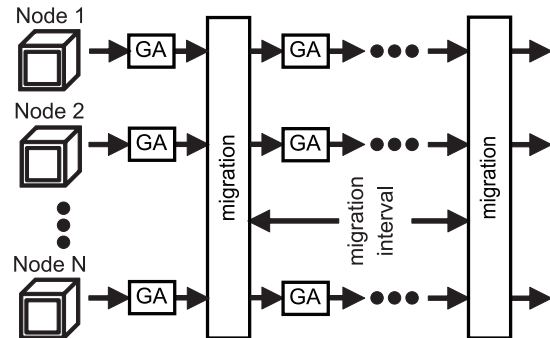 Node 1
GA
GA
Node 2
GA
GA
migration
migration
migration
interval
Node N
GA
GA